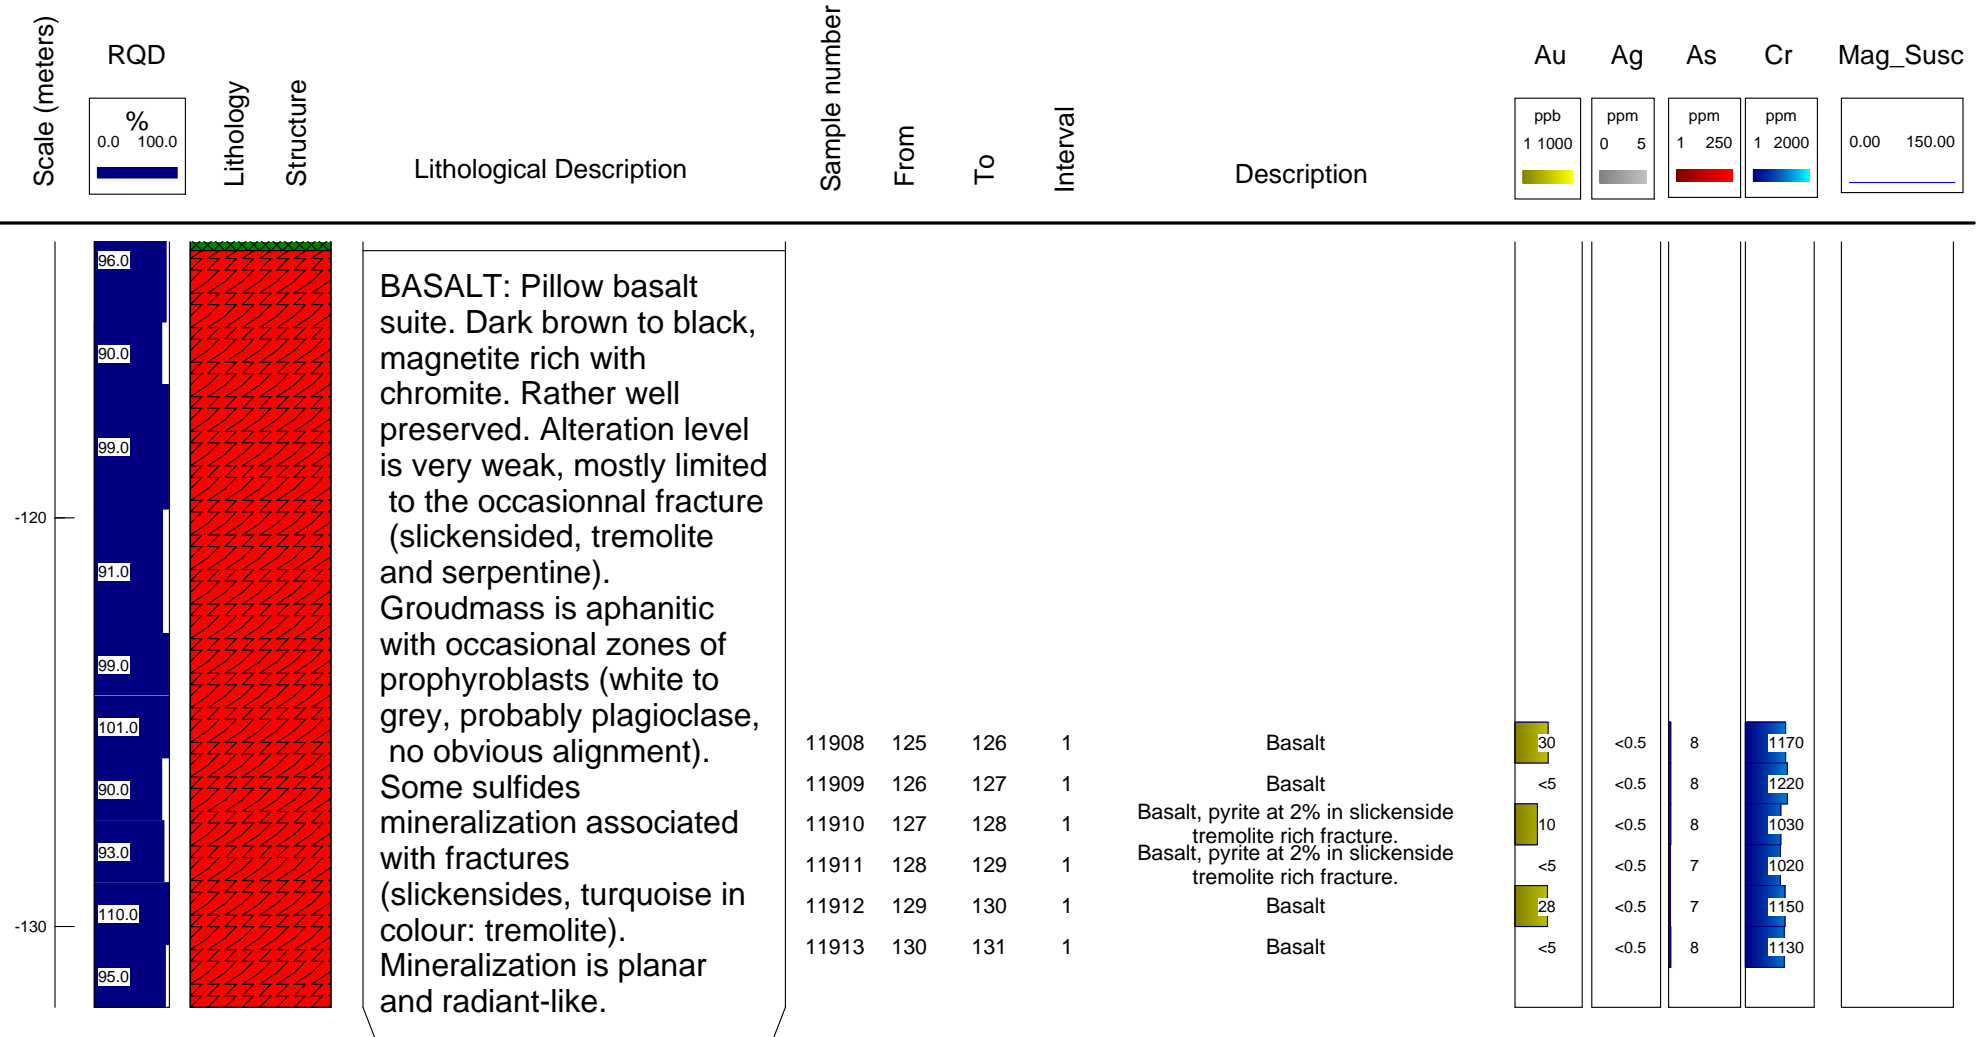 Scale (meters)
RQD
%
0.0 100.0
Lithology
Structure
Lithological Description
Sample number
From
To
Interval
Description
Au
ppb
1 1000
Ag
ppm
0 5
As
ppm
1 250
Cr
ppm
1 2000
Mag_Susc
0.00 150.00
-120
-130
96.0
90.0
99.0
91.0
99.0
101.0
90.0
93.0
110.0
95.0
BASALT: Pillow basalt
suite. Dark brown to black,
magnetite rich with
chromite. Rather well
preserved. Alteration level
is very weak, mostly limited
to the occasionnal fracture
(slickensided, tremolite
and serpentine).
Groudmass is aphanitic
with occasional zones of
prophyroblasts (white to
grey, probably plagioclase,
no obvious alignment).
Some sulfides
mineralization associated
with fractures
(slickensides, turquoise in
colour: tremolite).
Mineralization is planar
and radiant-like.
11908 125 126 1 Basalt 30 <0.5 8 1170
11909 126 127 1 Basalt <5 <0.5 8 1220
11910 127 128 1 Basalt, pyrite at 2% in slickenside
tremolite rich fracture. 10 <0.5 8 1030
11911 128 129 1 Basalt, pyrite at 2% in slickenside
tremolite rich fracture. <5 <0.5 7 1020
11912 129 130 1 Basalt 28 <0.5 7 1150
11913 130 131 1 Basalt <5 <0.5 8 1130